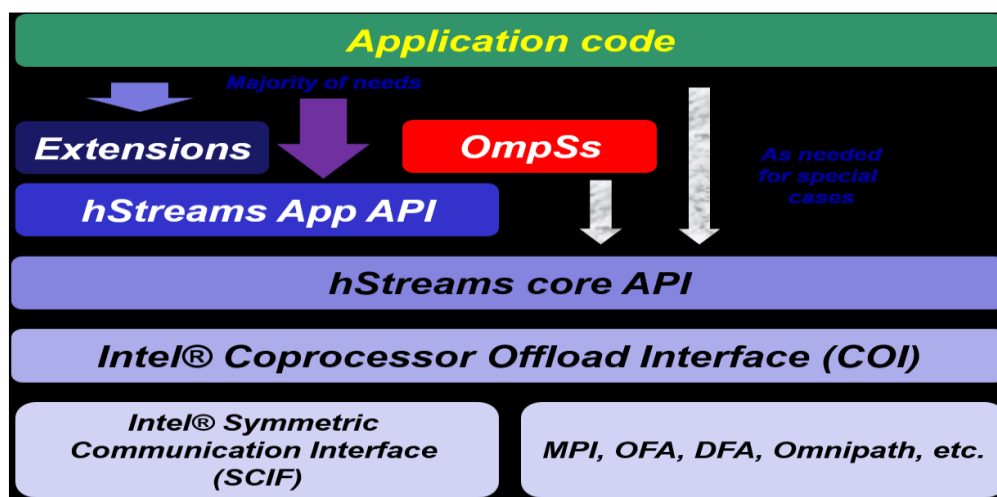 Application code
Majority of needs
Extensions
OmpSs
As needed
for special
cases
hStreams App API
hStreams core API
Intel® Coprocessor Offload Interface (COI)
Intel® Symmetric
Communication Interface
(SCIF)
MPI, OFA, DFA, Omnipath, etc.